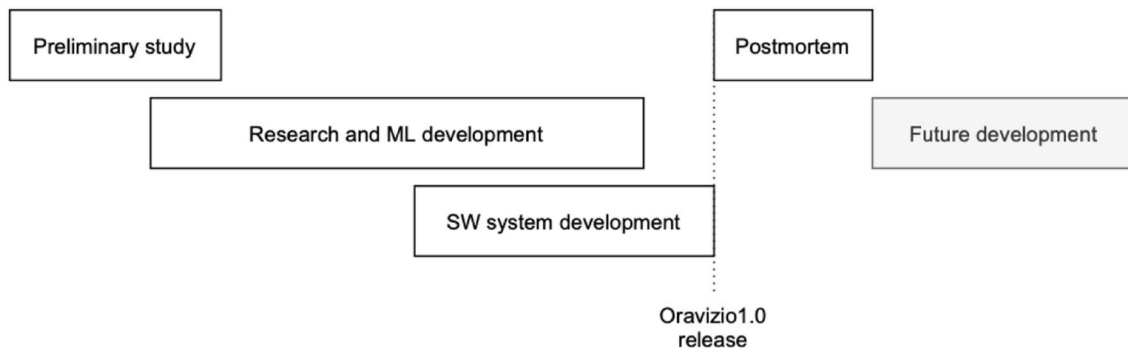 Preliminary study
Postmortem
Research and ML development
Future development
SW system development
Oravizio1.0
release